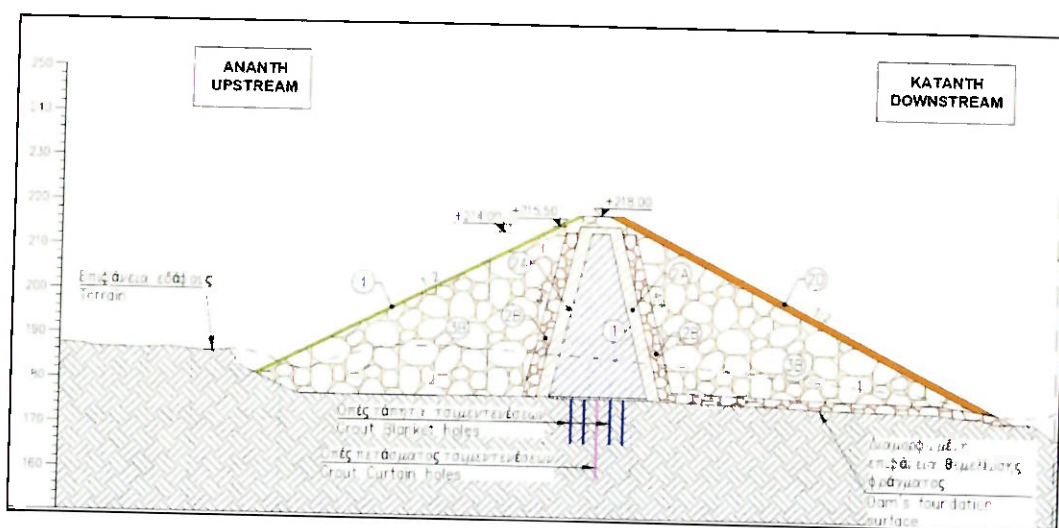 ΑΝΑΝΤΗ
UPSTREAM
ΚΑΤΑΝΤΗ
DOWNSTREAM
250
230
220
210
200
190
180
170
160
+218.00
+215.50
+214.00
Επιφάνεια εδάφους
Terrain
4
2A
2A
2B
2B
3B
3B
1
2D
Οπές τάπητα τσιμεντενέσεων
Grout Blanket holes
Οπές πετάσματος τσιμεντενέσεων
Grout Curtain holes
επιφάνεια θεμελίωσης
φράγματος
Dam's foundation
surface